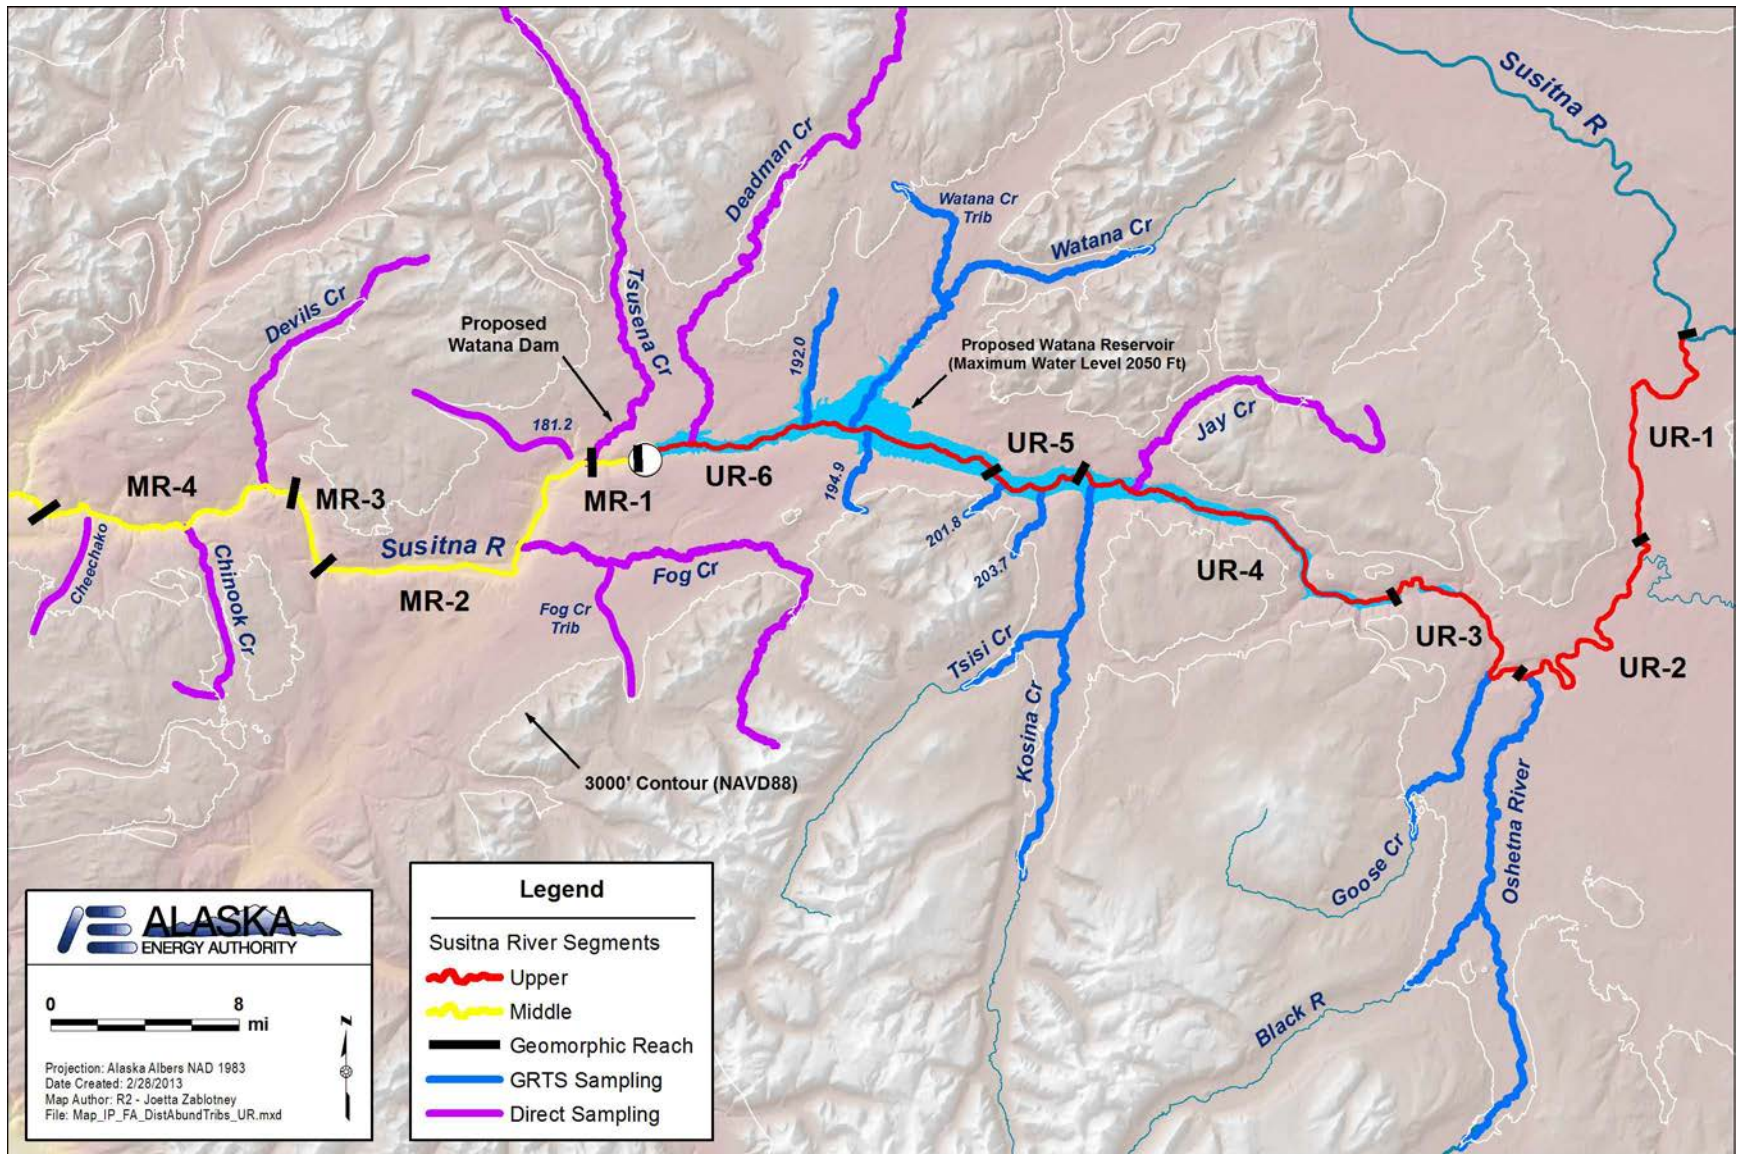 Susitna R
Deadman Cr
Watana Cr
Trib
Watana Cr
Devils Cr
Tsusena Cr
Proposed
Watana Dam
192.0
Proposed Watana Reservoir
(Maximum Water Level 2050 Ft)
Jay Cr
181.2
UR-1
UR-5
UR-6
MR-4
MR-3
MR-1
194.9
201.8
203.7
Cheechako
Chinook Cr
Susitna R
MR-2
Fog Cr
Fog Cr
Trib
UR-4
UR-3
UR-2
Tsisi Cr
Kosina Cr
3000' Contour (NAVD88)
Goose Cr
Oshetna River
Black R
ALASKA
ENERGY AUTHORITY
0 8
mi
N
Projection: Alaska Albers NAD 1983
Date Created: 2/28/2013
Map Author: R2 - Joetta Zablotney
File: Map_IP_FA_DistAbundTribs_UR.mxd
Legend
Susitna River Segments
Upper
Middle
Geomorphic Reach
GRTS Sampling
Direct Sampling